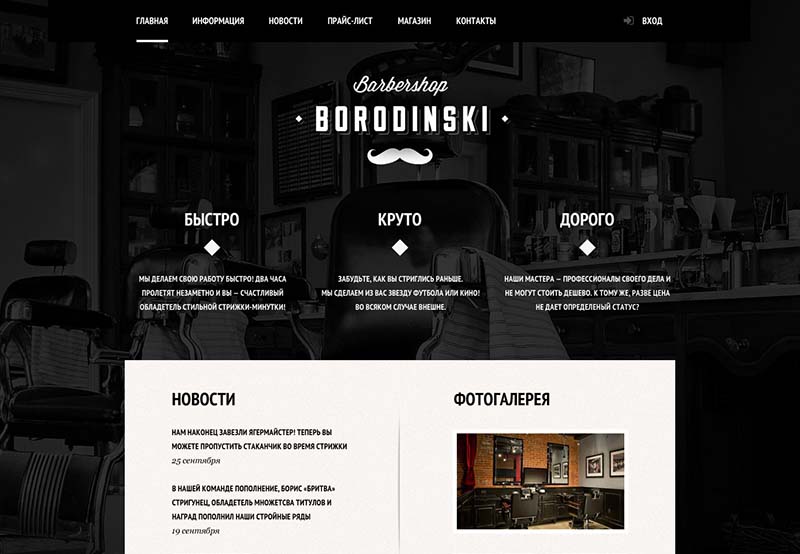 ГЛАВНАЯ ИНФОРМАЦИЯ НОВОСТИ ПРАЙС-ЛИСТ МАГАЗИН КОНТАКТЫ ВХОД
Barbershop
BORODINSKI
БЫСТРО
МЫ ДЕЛАЕМ СВОЮ РАБОТУ БЫСТРО! ДВА ЧАСА
ПРОЛЕТЯТ НЕЗАМЕТНО И ВЫ — СЧАСТЛИВЫЙ
ОБЛАДАТЕЛЬ СТИЛЬНОЙ СТРИЖКИ-МИНУТКИ!
КРУТО
ЗАБУДЬТЕ, КАК ВЫ СТРИГЛИСЬ РАНЬШЕ.
МЫ СДЕЛАЕМ ИЗ ВАС ЗВЕЗДУ ФУТБОЛА ИЛИ КИНО!
ВО ВСЯКОМ СЛУЧАЕ ВНЕШНЕ.
ДОРОГО
НАШИ МАСТЕРА — ПРОФЕССИОНАЛЫ СВОЕГО ДЕЛА И
НЕ МОГУТ СТОИТЬ ДЕШЕВО. К ТОМУ ЖЕ, РАЗВЕ ЦЕНА
НЕ ДАЕТ ОПРЕДЕЛЕНЫЙ СТАТУС?
НОВОСТИ
НАМ НАКОНЕЦ ЗАВЕЗЛИ ЯГЕРМАЙСТЕР! ТЕПЕРЬ ВЫ
МОЖЕТЕ ПРОПУСТИТЬ СТАКАНЧИК ВО ВРЕМЯ СТРИЖКИ
25 сентября
В НАШЕЙ КОМАНДЕ ПОПОЛНЕНИЕ, БОРИС «БРИТВА»
СТРИГУНЕЦ, ОБЛАДАТЕЛЬ МНОЖЕТСВА ТИТУЛОВ И
НАГРАД ПОПОЛНИЛ НАШИ СТРОЙНЫЕ РЯДЫ
19 сентября
ФОТОГАЛЕРЕЯ